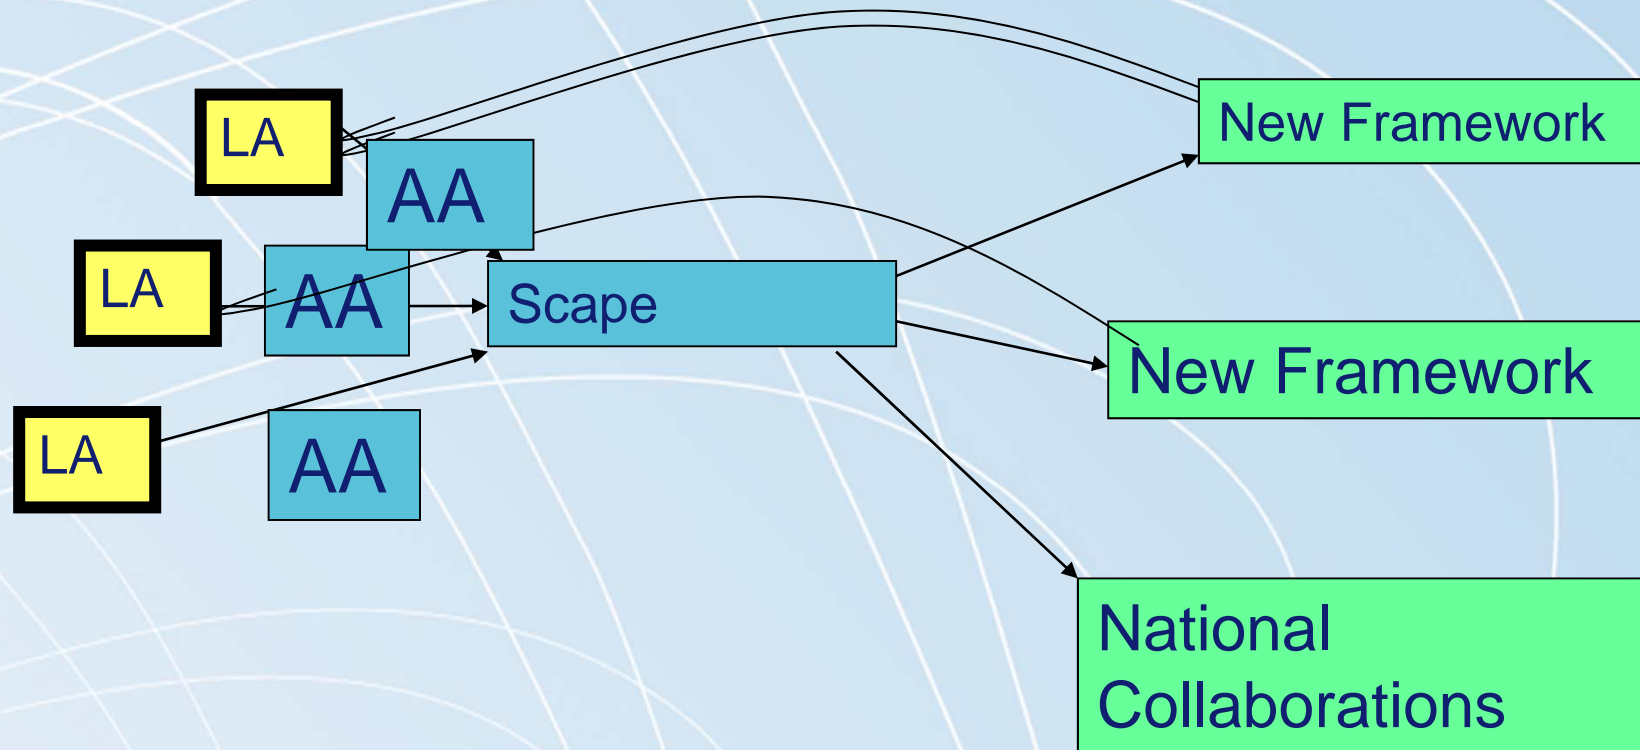 LA
AA
New Framework
LA
AA
Scape
New Framework
LA
AA
National
Collaborations